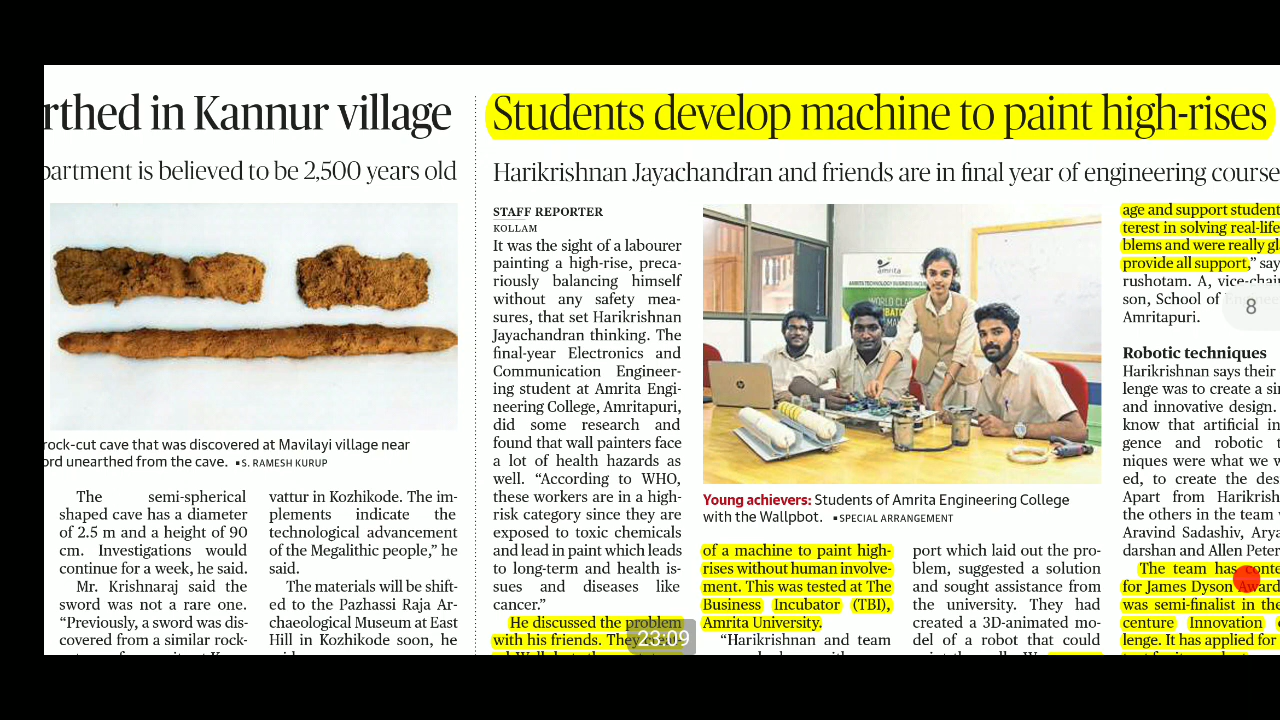 rthed in Kannur village
partment is believed to be 2,500 years old
rock-cut cave that was discovered at Mavilayi village near
ord unearthed from the cave. ▪ S. RAMESH KURUP
The semi-spherical
shaped cave has a diameter
of 2.5 m and a height of 90
cm. Investigations would
continue for a week, he said.
Mr. Krishnaraj said the
sword was not a rare one.
“Previously, a sword was dis-
covered from a similar rock-
vattur in Kozhikode. The im-
plements indicate the
technological advancement
of the Megalithic people,” he
said.
The materials will be shift-
ed to the Pazhassi Raja Ar-
chaeological Museum at East
Hill in Kozhikode soon, he
Students develop machine to paint high-rises
Harikrishnan Jayachandran and friends are in final year of engineering course
STAFF REPORTER
KOLLAM
It was the sight of a labourer
painting a high-rise, preca-
riously balancing himself
without any safety mea-
sures, that set Harikrishnan
Jayachandran thinking. The
final-year Electronics and
Communication Engineer-
ing student at Amrita Engi-
neering College, Amritapuri,
did some research and
found that wall painters face
a lot of health hazards as
well. “According to WHO,
these workers are in a high-
risk category since they are
exposed to toxic chemicals
and lead in paint which leads
to long-term and health is-
sues and diseases like
cancer.”
He discussed the problem
with his friends. They
23:09
amrita
AMRITA TECHNOLOGY BUSINESS INCU
WORLD CLA
Young achievers: Students of Amrita Engineering College
with the Wallpbot. ▪ SPECIAL ARRANGEMENT
of a machine to paint high-
rises without human involve-
ment. This was tested at The
Business Incubator (TBI),
Amrita University.
“Harikrishnan and team
port which laid out the pro-
blem, suggested a solution
and sought assistance from
the university. They had
created a 3D-animated mo-
del of a robot that could
age and support student
terest in solving real-life
blems and were really gl
provide all support,” say
rushotam. A, vice-chair
son, School of
Amritapuri.
8
Robotic techniques
Harikrishnan says their
lenge was to create a si
and innovative design.
know that artificial in
gence and robotic
niques were what we w
ed, to create the des
Apart from Harikrish
the others in the team
Aravind Sadashiv, Arya
darshan and Allen Peter
The team has conte
for James Dyson Award
was semi-finalist in the
centure Innovation
lenge. It has applied for